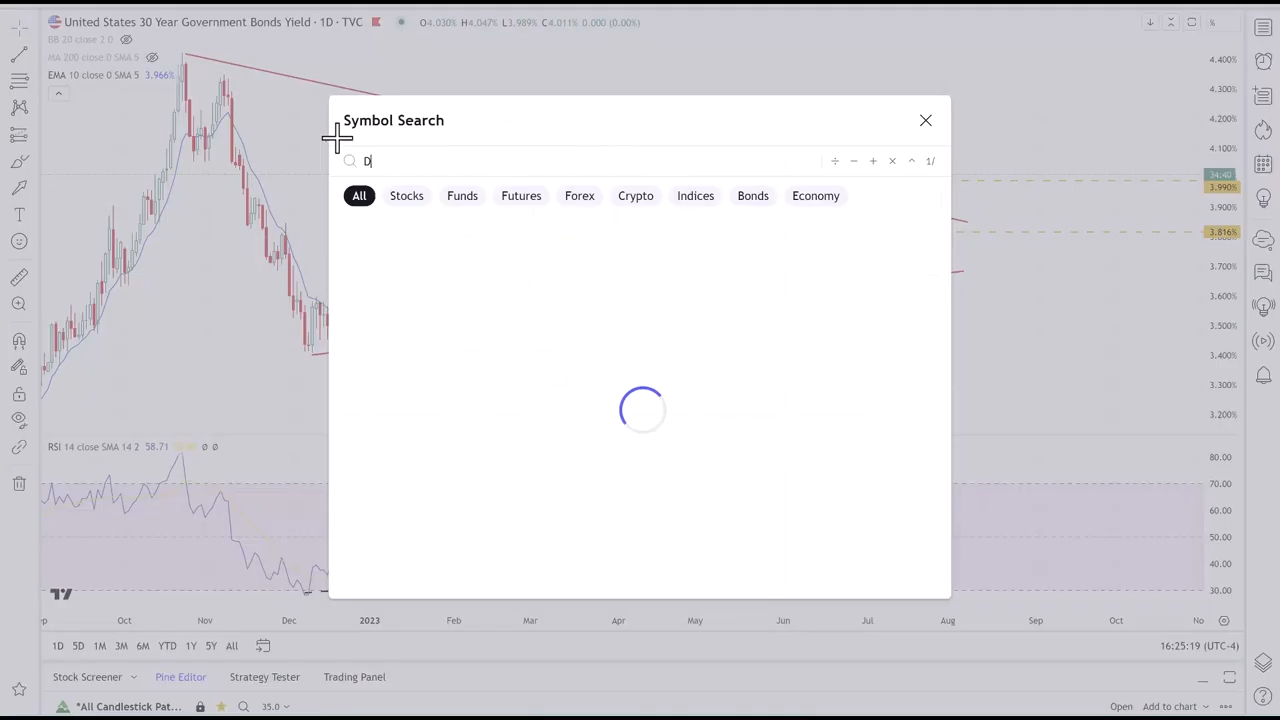 United States 30 Year Government Bonds Yield · 1D · TVC
O4.030% H4.047% L3.989% C4.011% 0.000 (0.00%)
%
BB 20 close 2 0
MA 200 close 0 SMA 5
EMA 10 close 0 SMA 5 3.966%
4.400%
4.300%
4.200%
4.100%
34:40
3.990%
3.900%
3.816%
3.700%
3.600%
3.500%
3.400%
3.300%
3.200%
Symbol Search
D
1/
All Stocks Funds Futures Forex Crypto Indices Bonds Economy
RSI 14 close SMA 14 2 58.71 Ø Ø
80.00
70.00
60.00
50.00
40.00
30.00
Oct Nov Dec 2023 Feb Mar Apr May Jun Jul Aug Sep Oct No
1D 5D 1M 3M 6M YTD 1Y 5Y All
16:25:19 (UTC-4)
Stock Screener Pine Editor Strategy Tester Trading Panel
*All Candlestick Pat... 35.0
Open Add to chart